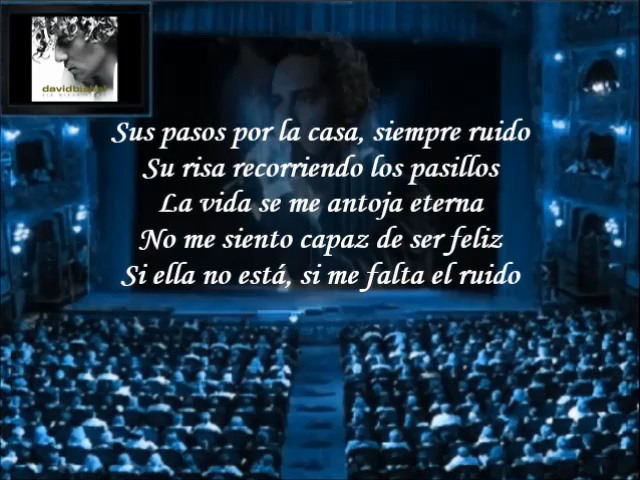 davidbisbal
Sus pasos por la casa, siempre ruido
Su risa recorriendo los pasillos
La vida se me antoja eterna
No me siento capaz de ser feliz
Si ella no está, si me falta el ruido